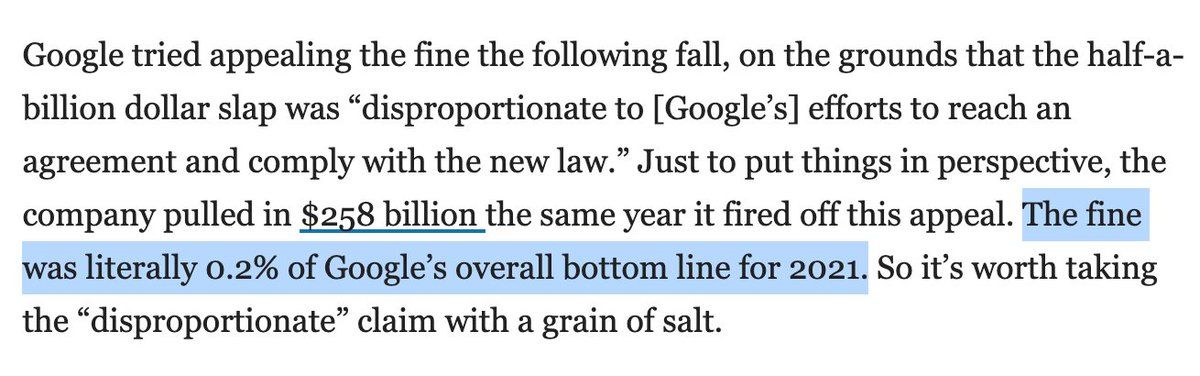 Google tried appealing the fine the following fall, on the grounds that the half-a-
billion dollar slap was “disproportionate to [Google’s] efforts to reach an
agreement and comply with the new law.” Just to put things in perspective, the
company pulled in $258 billion the same year it fired off this appeal. The fine
was literally 0.2% of Google’s overall bottom line for 2021. So it’s worth taking
the “disproportionate” claim with a grain of salt.